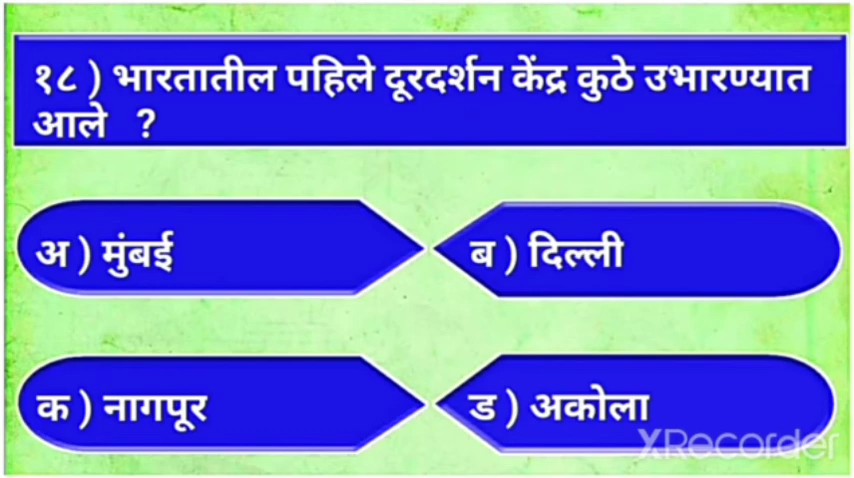 १८ ) भारतातील पहिले दूरदर्शन केंद्र कुठे उभारण्यात
आले ?
अ ) मुंबई
ब ) दिल्ली
क ) नागपूर
ड ) अकोला
XRecorder